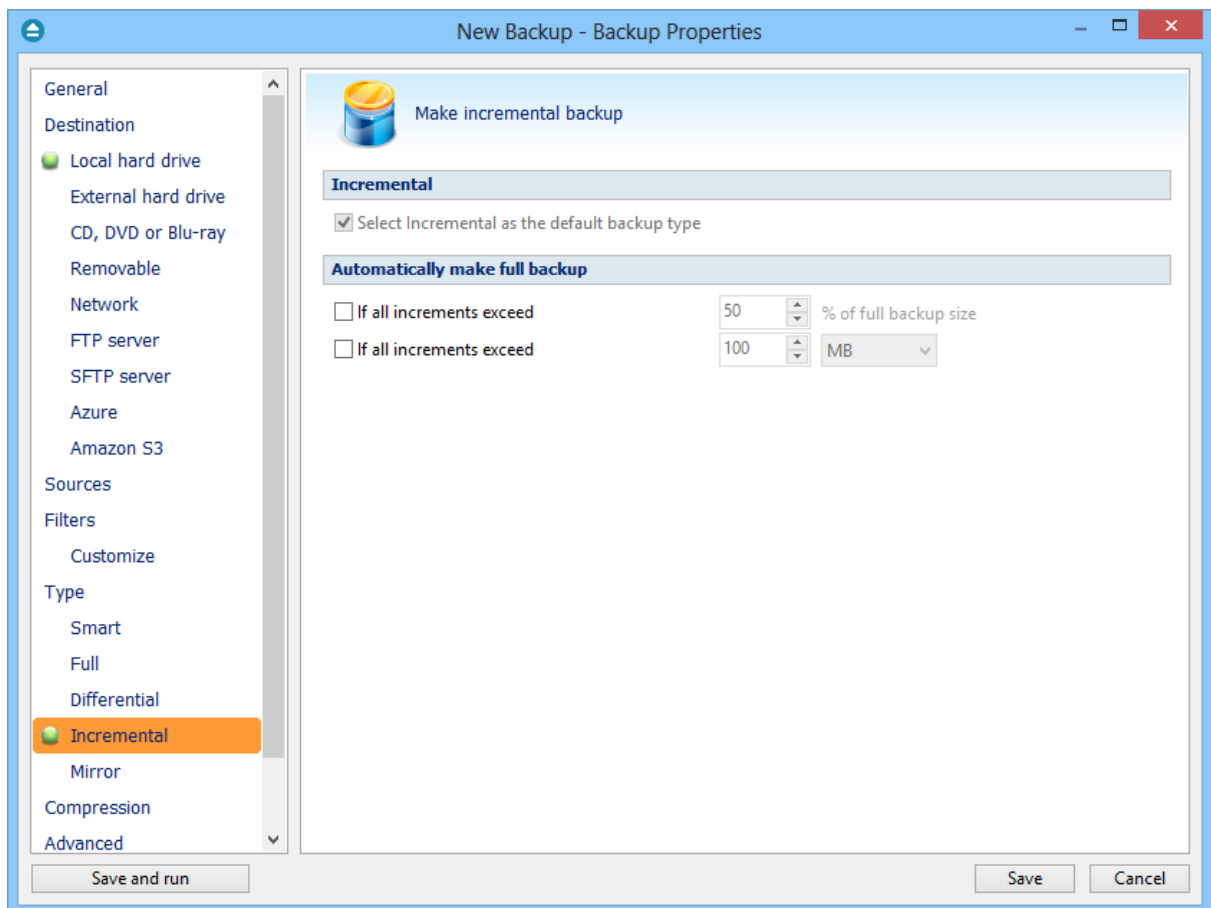 New Backup - Backup Properties
General
Destination
Local hard drive
External hard drive
CD, DVD or Blu-ray
Removable
Network
FTP server
SFTP server
Azure
Amazon S3
Sources
Filters
Customize
Type
Smart
Full
Differential
Incremental
Mirror
Compression
Advanced
Make incremental backup
Incremental
Select Incremental as the default backup type
Automatically make full backup
If all increments exceed 50 % of full backup size
If all increments exceed 100 MB
Save and run
Save
Cancel